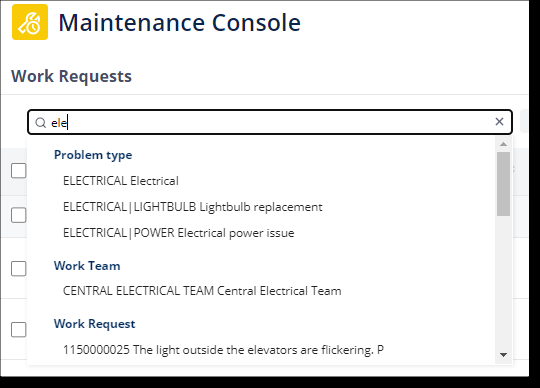 Maintenance Console
Work Requests
ele
Problem type
ELECTRICAL Electrical
ELECTRICAL|LIGHTBULB Lightbulb replacement
ELECTRICAL|POWER Electrical power issue
Work Team
CENTRAL ELECTRICAL TEAM Central Electrical Team
Work Request
1150000025 The light outside the elevators are flickering. P